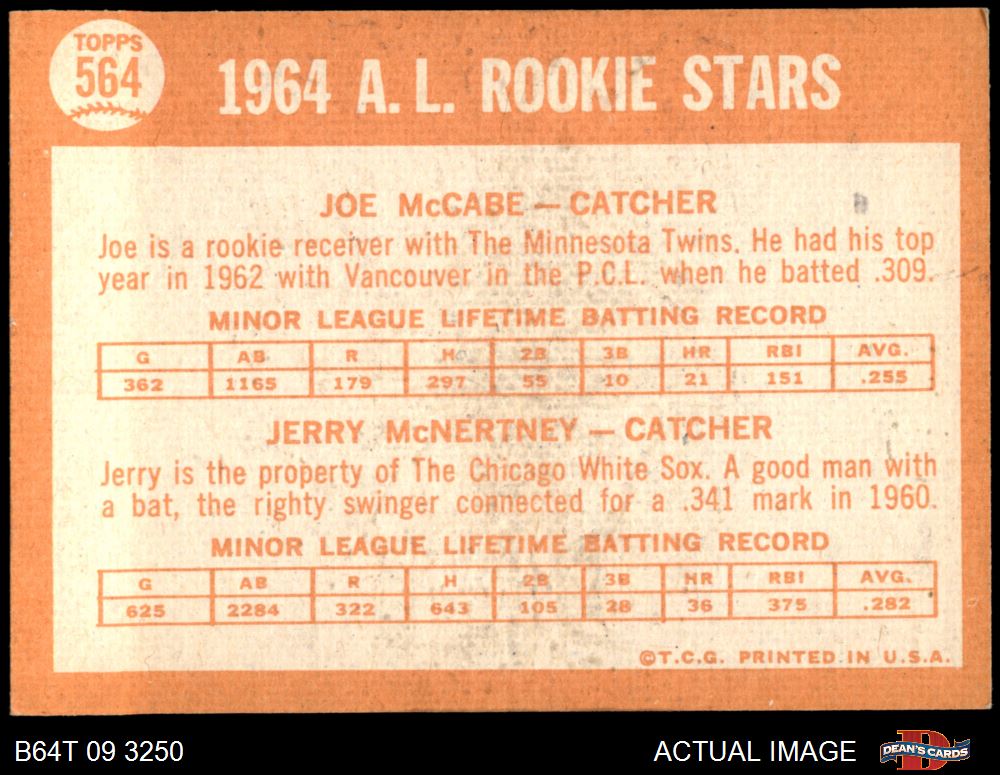 TOPPS
564
1964 A. L. ROOKIE STARS
JOE McCABE — CATCHER
Joe is a rookie receiver with The Minnesota Twins. He had his top
year in 1962 with Vancouver in the P.C.L. when he batted .309.
MINOR LEAGUE LIFETIME BATTING RECORD
G AB R H 2B 3B HR RBI AVG.
362 1165 179 297 55 10 21 151 .255
JERRY McNERTNEY — CATCHER
Jerry is the property of The Chicago White Sox. A good man with
a bat, the righty swinger connected for a .341 mark in 1960.
MINOR LEAGUE LIFETIME BATTING RECORD
G AB R H 2B 3B HR RBI AVG.
625 2284 322 643 105 28 36 375 .282
©T.C.G. PRINTED IN U.S.A.
B64T 09 3250
ACTUAL IMAGE
DEAN'S CARDS